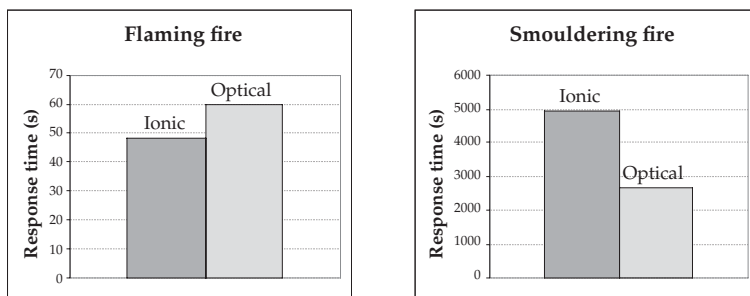 Flaming fire
Response time (s)
70
60
50
40
30
20
10
0
Ionic
Optical
Smouldering fire
Response time (s)
6000
5000
4000
3000
2000
1000
0
Ionic
Optical